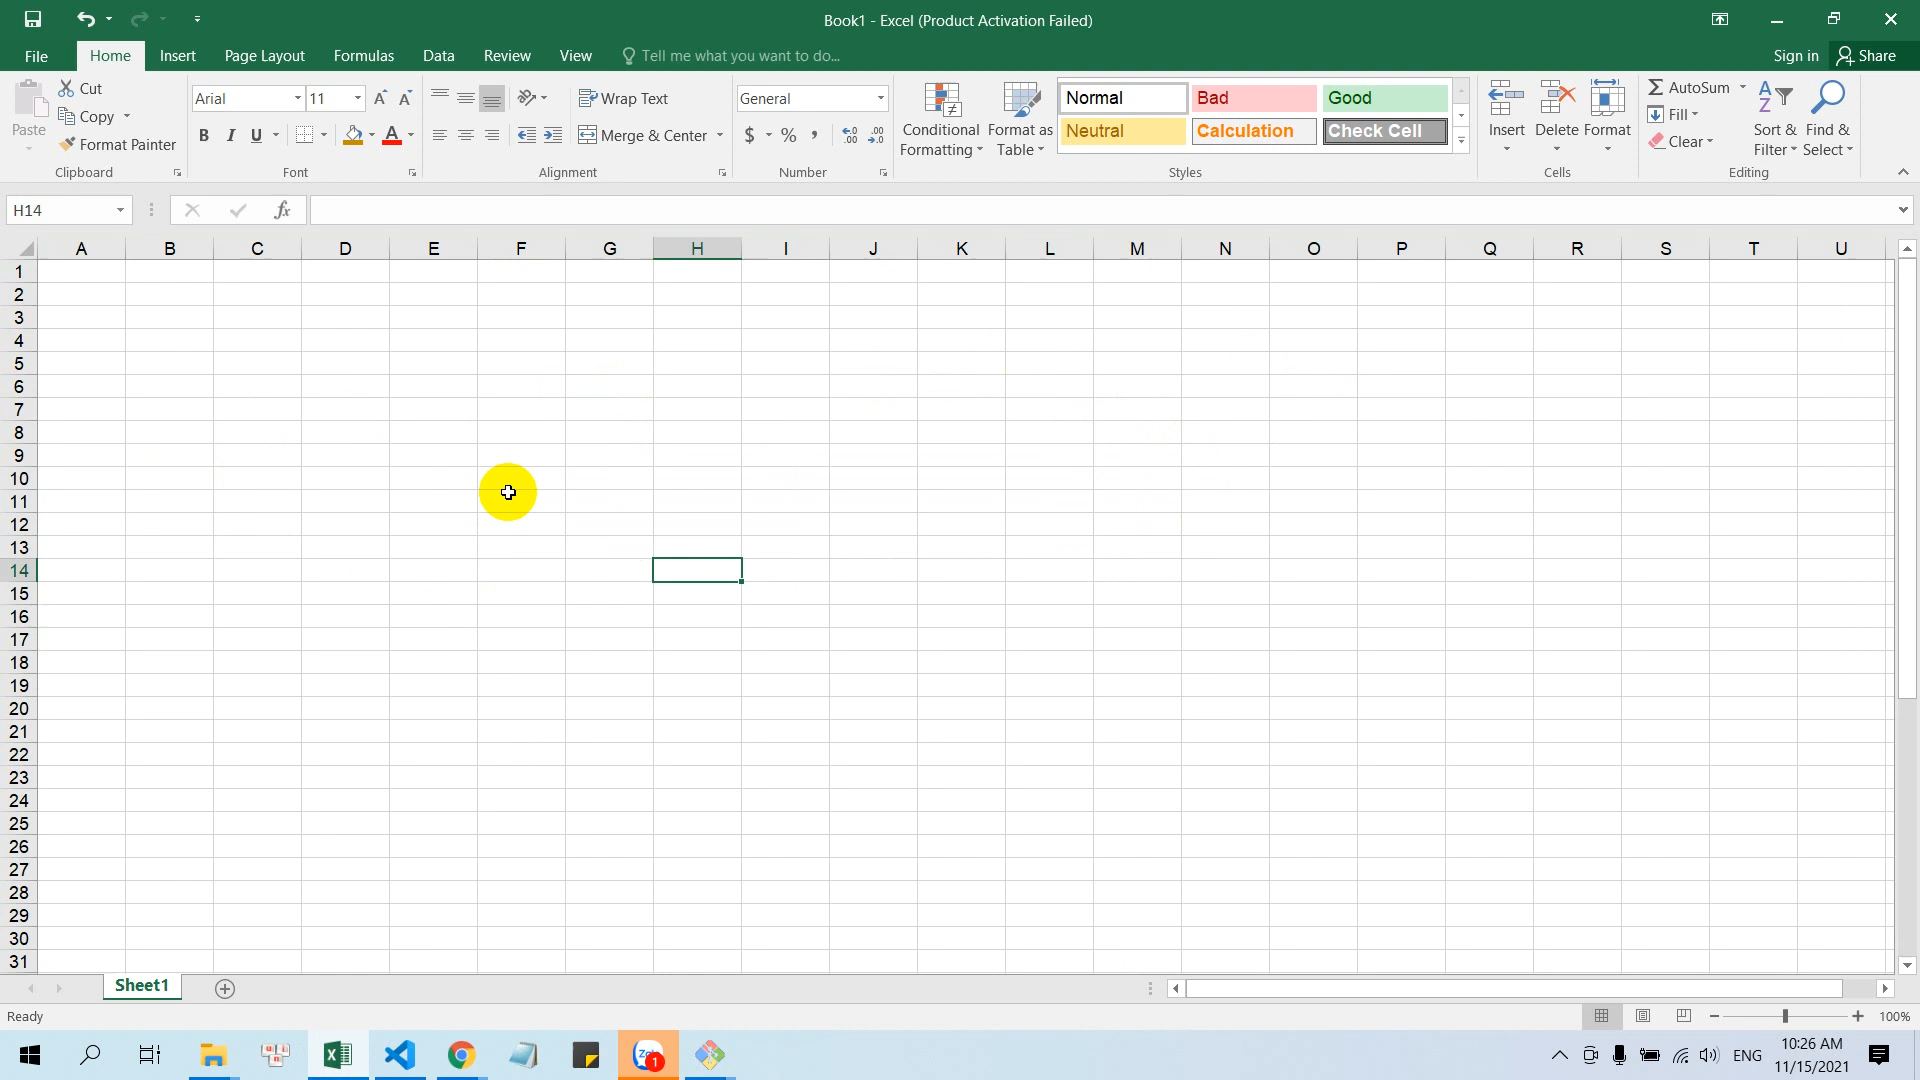 Book1 - Excel (Product Activation Failed)
File Home Insert Page Layout Formulas Data Review View Tell me what you want to do... Sign in Share
Paste
Cut
Copy
Format Painter
Clipboard
Arial 11
B I U
Font
Wrap Text
Merge & Center
Alignment
General
$ % ,
Number
Conditional Formatting
Format as Table
Normal Bad Good
Neutral Calculation Check Cell
Styles
Insert Delete Format
Cells
AutoSum
Fill
Clear
Sort & Filter
Find & Select
Editing
H14 fx
A B C D E F G H I J K L M N O P Q R S T U
1
2
3
4
5
6
7
8
9
10
11
12
13
14
15
16
17
18
19
20
21
22
23
24
25
26
27
28
29
30
31
Sheet1
Ready 100%
1 ENG 10:26 AM
11/15/2021